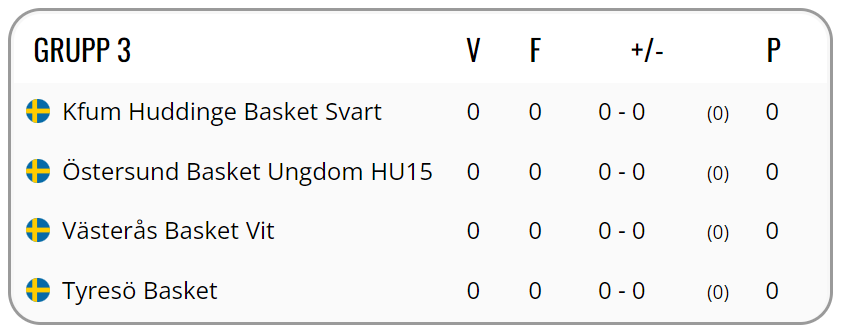 GRUPP 3 V F +/- P
Kfum Huddinge Basket Svart 0 0 0 - 0 (0) 0
Östersund Basket Ungdom HU15 0 0 0 - 0 (0) 0
Västerås Basket Vit 0 0 0 - 0 (0) 0
Tyresö Basket 0 0 0 - 0 (0) 0